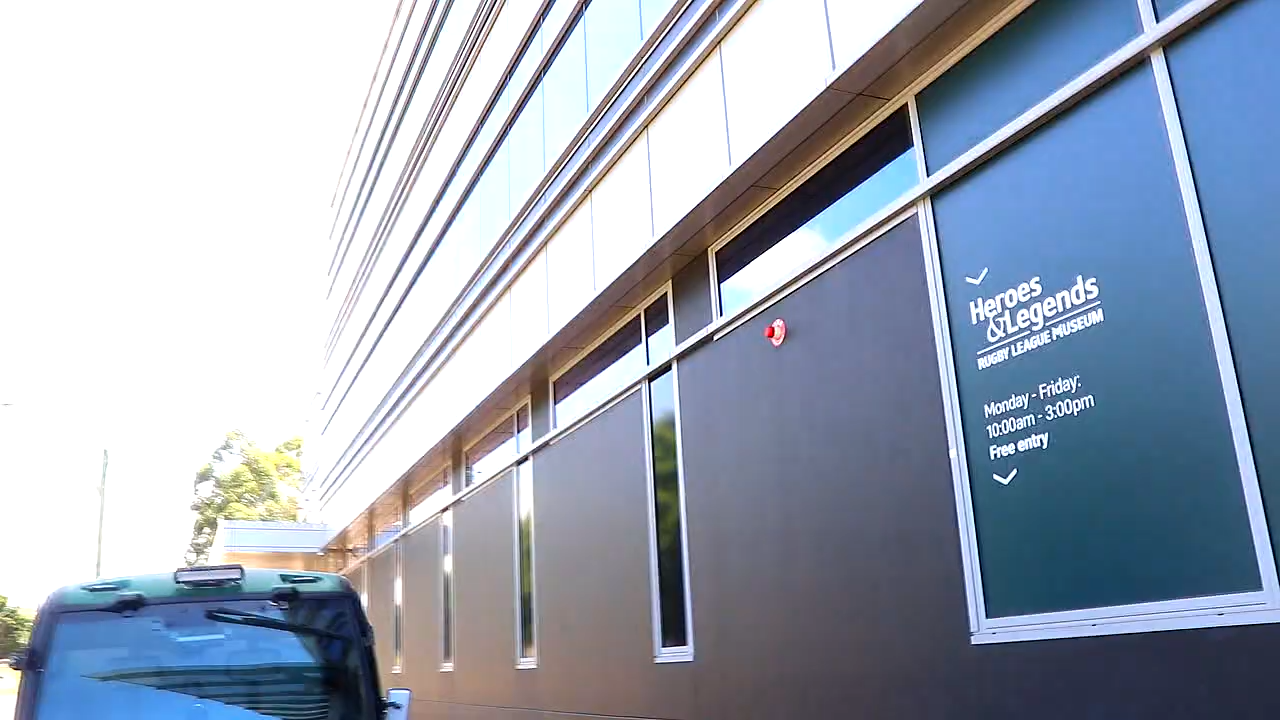 Heroes
&Legends
RUGBY LEAGUE MUSEUM
Monday - Friday:
10:00am - 3:00pm
Free entry